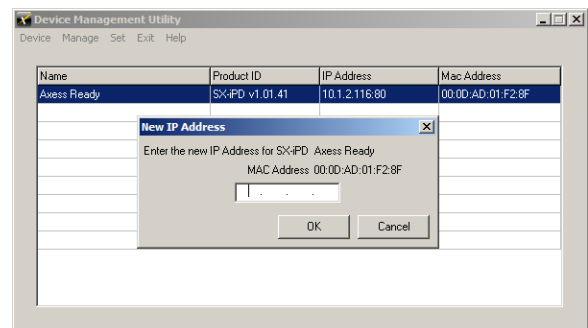 Device Management Utility
Device Manage Set Exit Help
Name Product ID IP Address Mac Address
Axess Ready SX-iPD v1.01.41 10.1.2.116:80 00:0D:AD:01:F2:8F
New IP Address
Enter the new IP Address for SX-iPD Axess Ready
MAC Address 00:0D:AD:01:F2:8F
. . .
OK Cancel